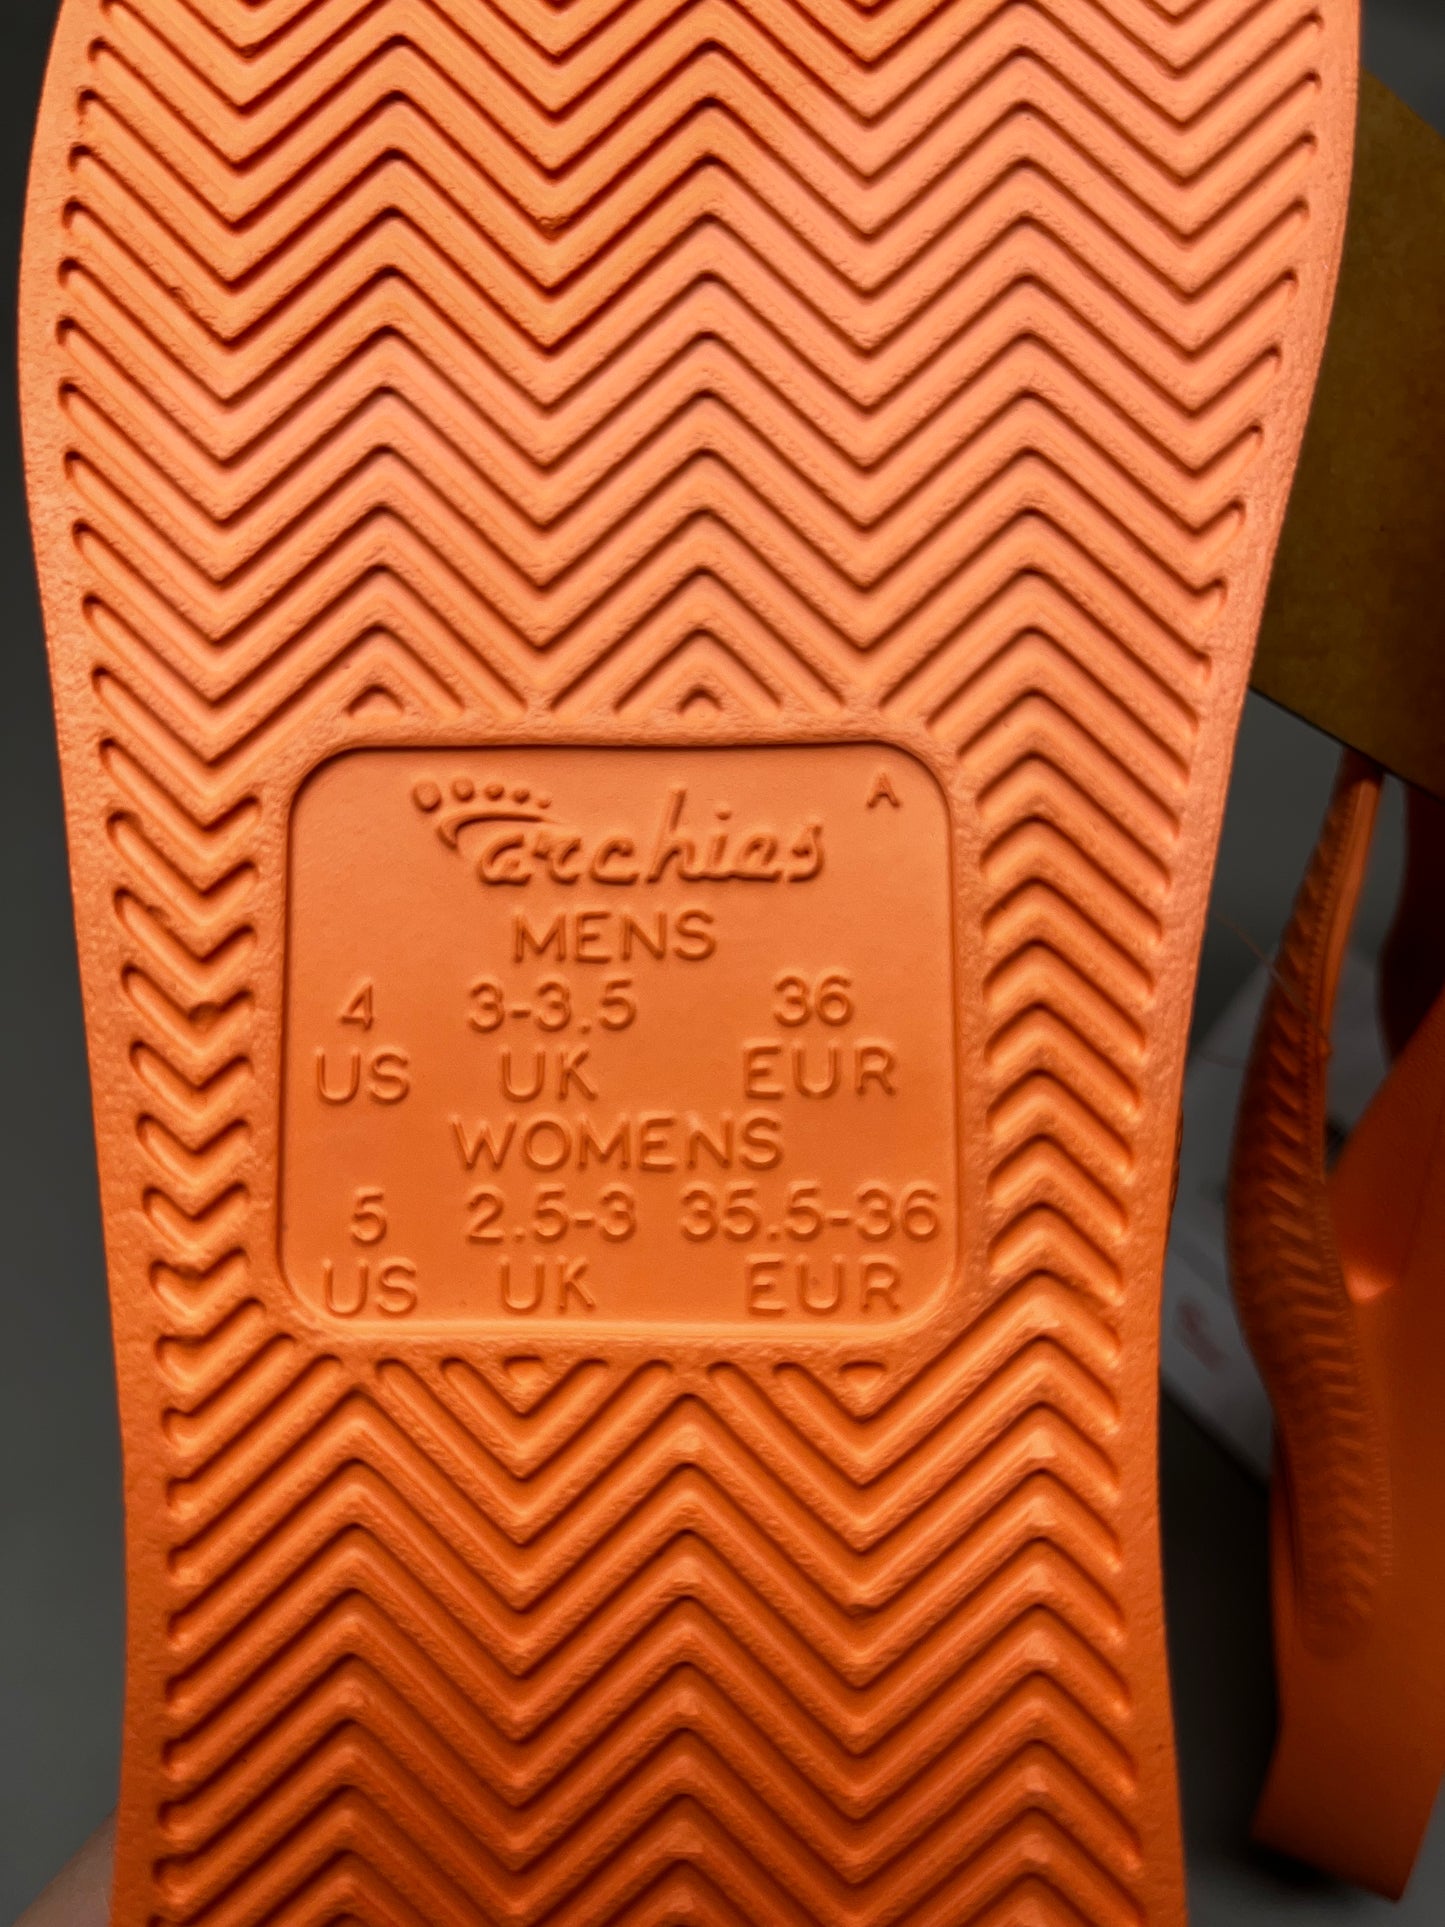 archies A
MENS
4 3-3.5 36
US UK EUR
WOMENS
5 2.5-3 35.5-36
US UK EUR